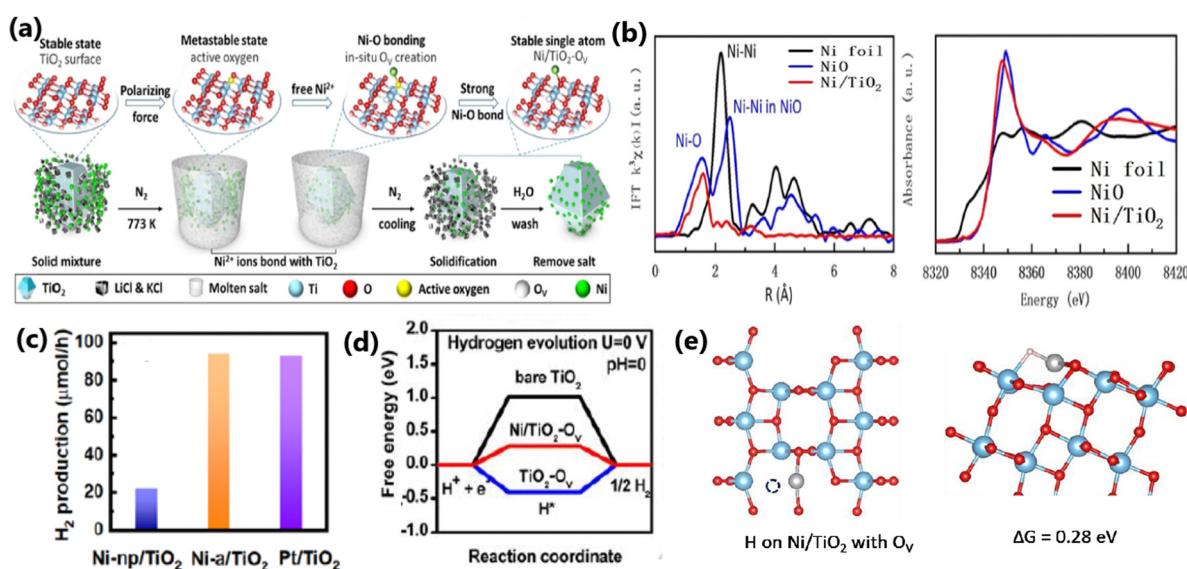 (a)
Stable state
TiO₂ surface
Polarizing
force
Metastable state
active oxygen
free Ni²⁺
Ni-O bonding
in-situ Oᵥ creation
Strong
Ni-O bond
Stable single atom
Ni/TiO₂-Oᵥ
N₂
773 K
N₂
cooling
H₂O
wash
Solid mixture
Ni²⁺ ions bond with TiO₂
Solidification
Remove salt
TiO₂
LiCl & KCl
Molten salt
Ti
O
Active oxygen
Oᵥ
Ni
(b)
IFT k³χ(k)I(a.u.)
Ni-Ni
Ni-Ni in NiO
Ni-O
Ni foil
NiO
Ni/TiO₂
0 2 4 6 8
R (Å)
Absorbance (a.u.)
Ni foil
NiO
Ni/TiO₂
8320 8340 8360 8380 8400 8420
Energy (eV)
(c)
H₂ production (μmol/h)
100
80
60
40
20
0
Ni-np/TiO₂ Ni-a/TiO₂ Pt/TiO₂
(d)
Free energy (eV)
2.0
1.5
1.0
0.5
0.0
-0.5
-1.0
Hydrogen evolution U=0 V
pH=0
bare TiO₂
Ni/TiO₂-Oᵥ
H⁺ + e⁻
TiO₂-Oᵥ
1/2 H₂
H*
Reaction coordinate
(e)
H on Ni/TiO₂ with Oᵥ
ΔG = 0.28 eV